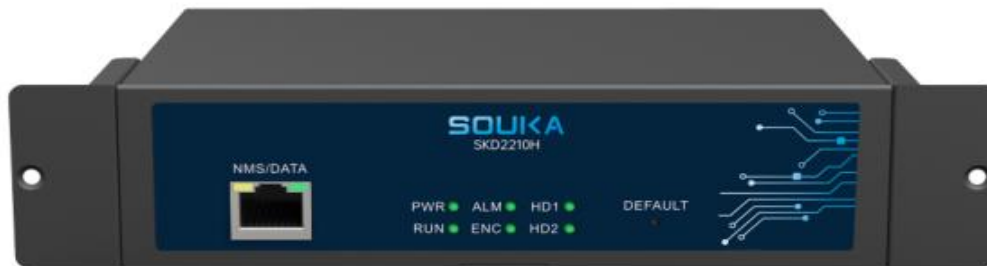 SOUKA
SKD2210H
NMS/DATA
PWR ALM HD1
RUN ENC HD2
DEFAULT